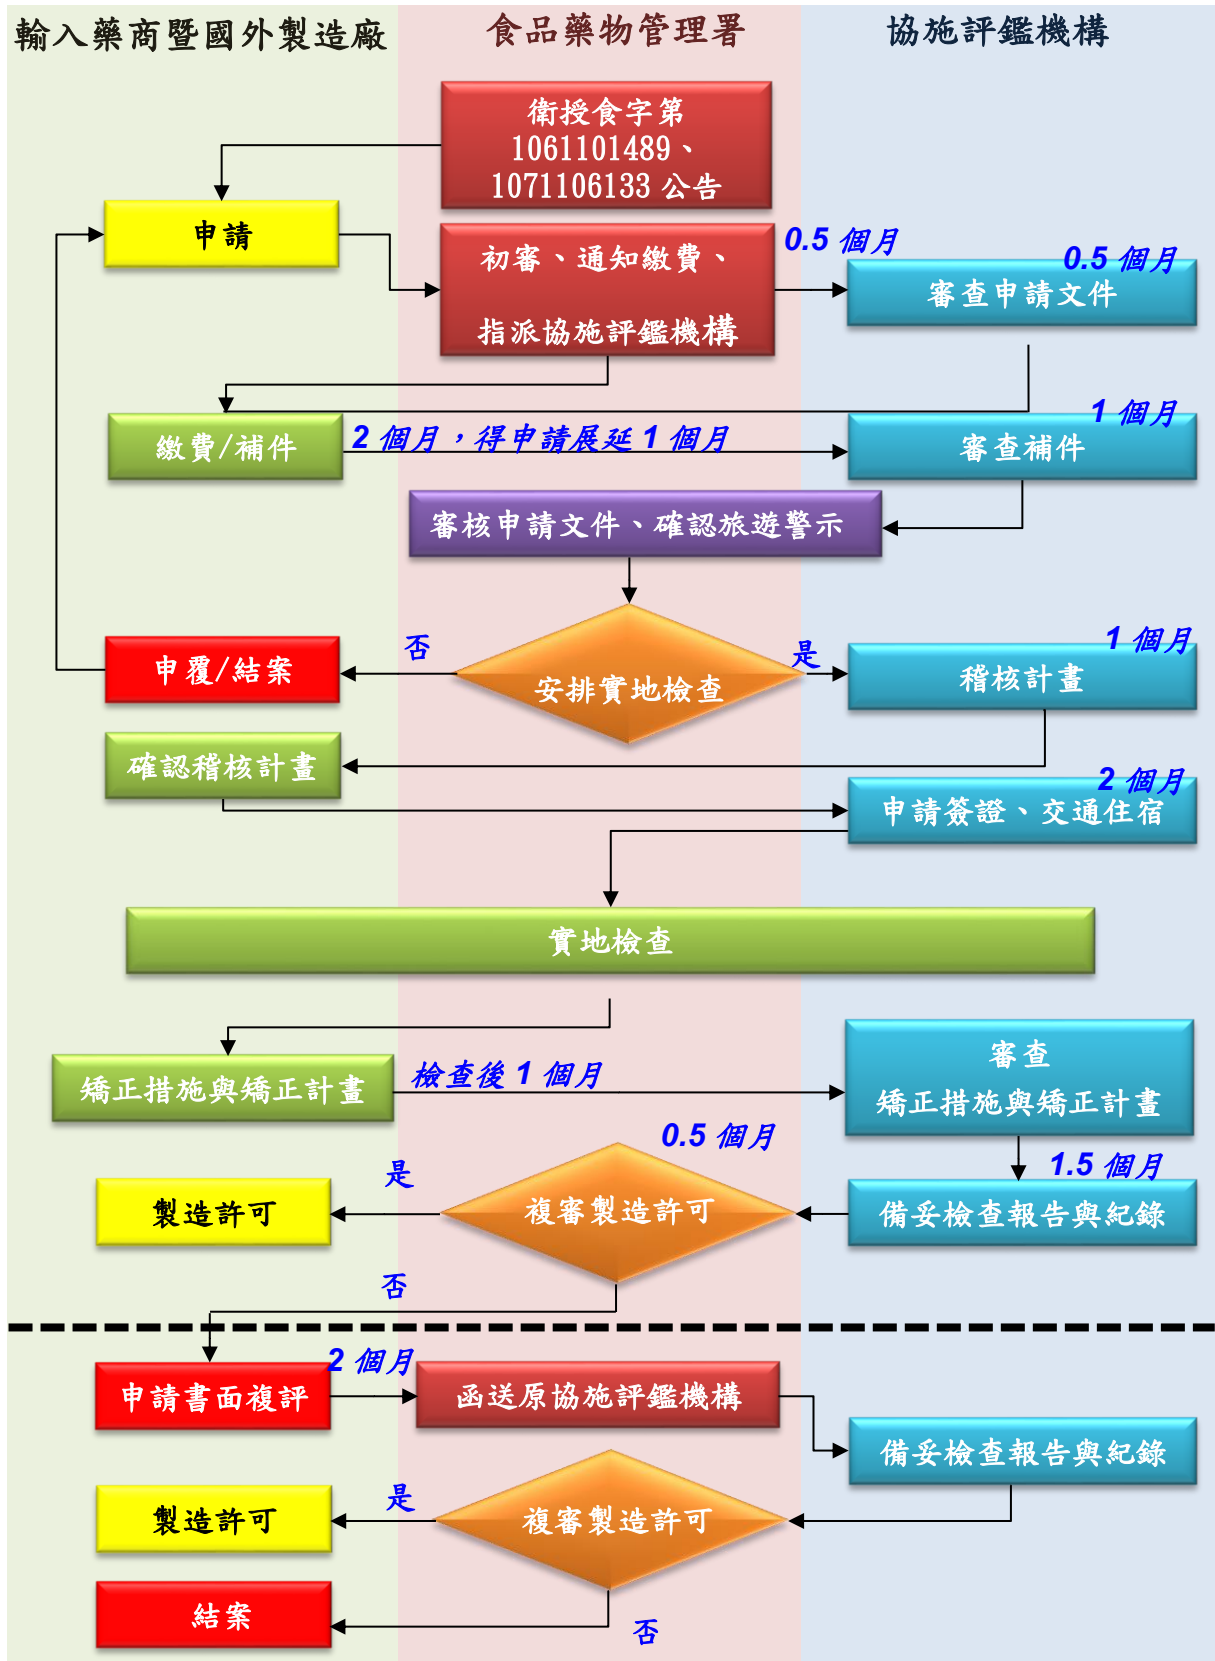 輸入藥商暨國外製造廠
食品藥物管理署
協施評鑑機構
衛授食字第
1061101489、
1071106133 公告
申請
初審、通知繳費、
指派協施評鑑機構
0.5 個月
0.5 個月
審查申請文件
繳費/補件
2 個月，得申請展延 1 個月
1 個月
審查補件
審核申請文件、確認旅遊警示
否
是
申覆/結案
安排實地檢查
1 個月
稽核計畫
確認稽核計畫
2 個月
申請簽證、交通住宿
實地檢查
矯正措施與矯正計畫
檢查後 1 個月
審查
矯正措施與矯正計畫
0.5 個月
1.5 個月
是
製造許可
複審製造許可
備妥檢查報告與紀錄
否
申請書面複評
2 個月
函送原協施評鑑機構
備妥檢查報告與紀錄
是
製造許可
複審製造許可
結案
否